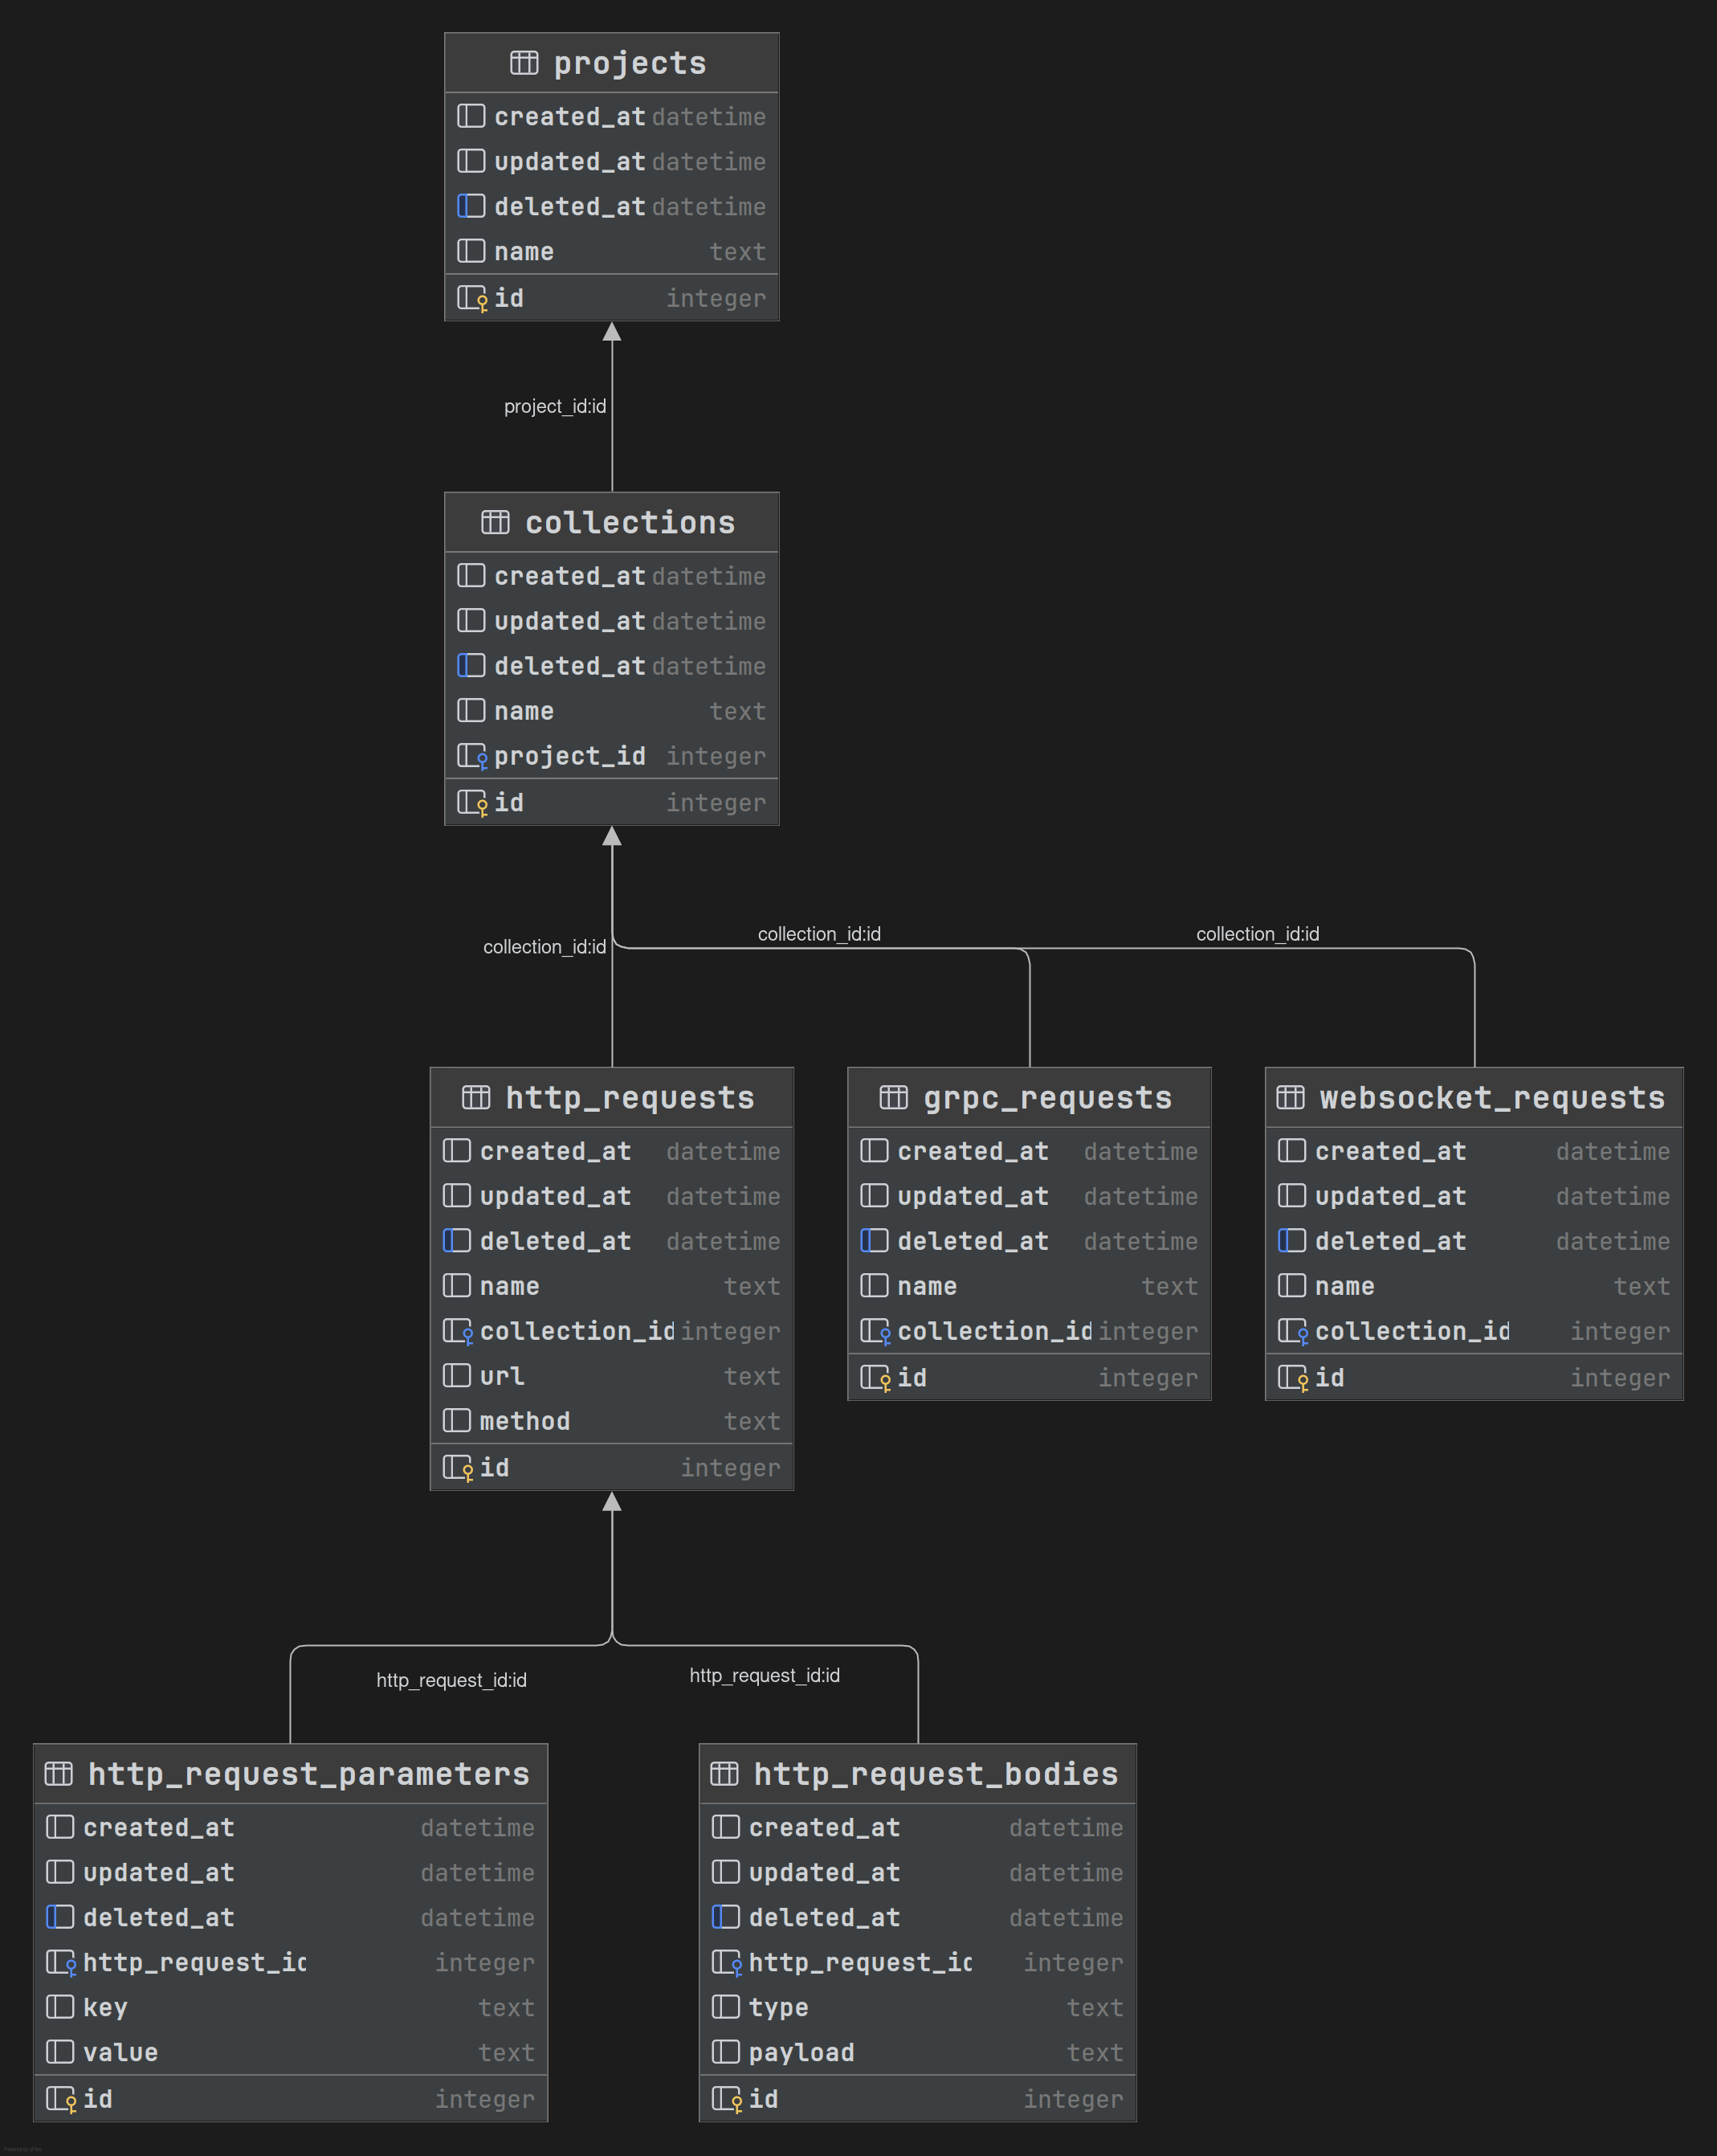 projects
created_at datetime
updated_at datetime
deleted_at datetime
name text
id integer
project_id:id
collections
created_at datetime
updated_at datetime
deleted_at datetime
name text
project_id integer
id integer
collection_id:id
collection_id:id
collection_id:id
http_requests
created_at datetime
updated_at datetime
deleted_at datetime
name text
collection_id integer
url text
method text
id integer
grpc_requests
created_at datetime
updated_at datetime
deleted_at datetime
name text
collection_id integer
id integer
websocket_requests
created_at datetime
updated_at datetime
deleted_at datetime
name text
collection_id integer
id integer
http_request_id:id
http_request_id:id
http_request_parameters
created_at datetime
updated_at datetime
deleted_at datetime
http_request_id integer
key text
value text
id integer
http_request_bodies
created_at datetime
updated_at datetime
deleted_at datetime
http_request_id integer
type text
payload text
id integer